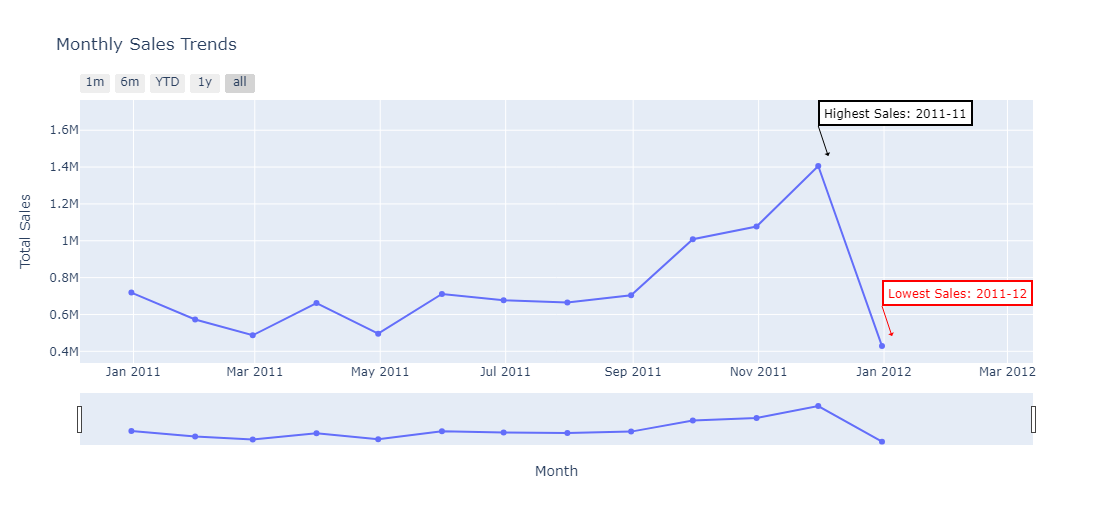 Monthly Sales Trends
1m 6m YTD 1y all
Highest Sales: 2011-11
1.6M
1.4M
1.2M
1M
0.8M
0.6M
0.4M
Total Sales
Lowest Sales: 2011-12
Jan 2011 Mar 2011 May 2011 Jul 2011 Sep 2011 Nov 2011 Jan 2012 Mar 2012
Month